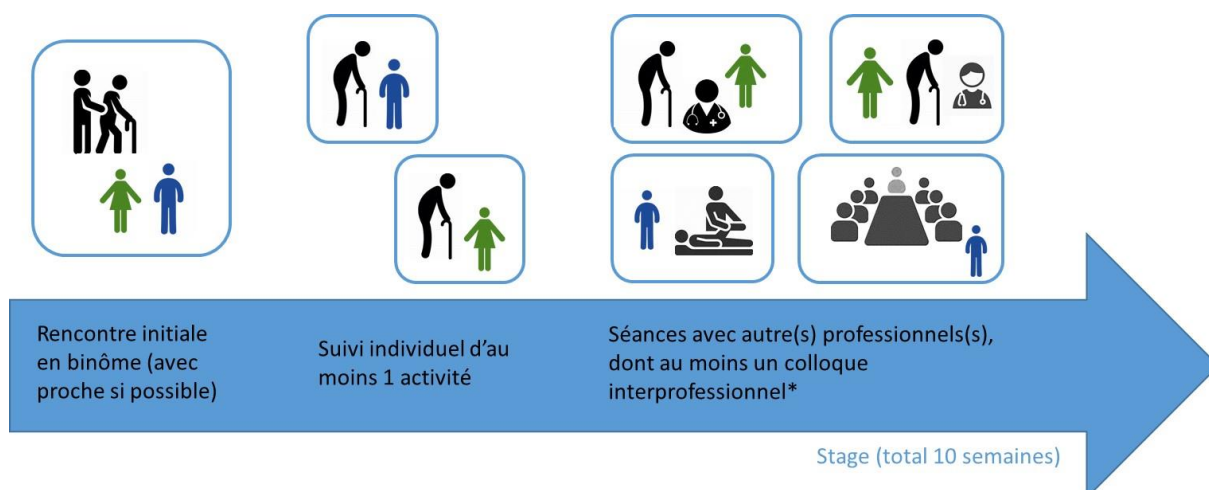 Rencontre initiale
en binôme (avec
proche si possible)
Suivi individuel d'au
moins 1 activité
Séances avec autre(s) professionnels(s),
dont au moins un colloque
interprofessionnel*
Stage (total 10 semaines)